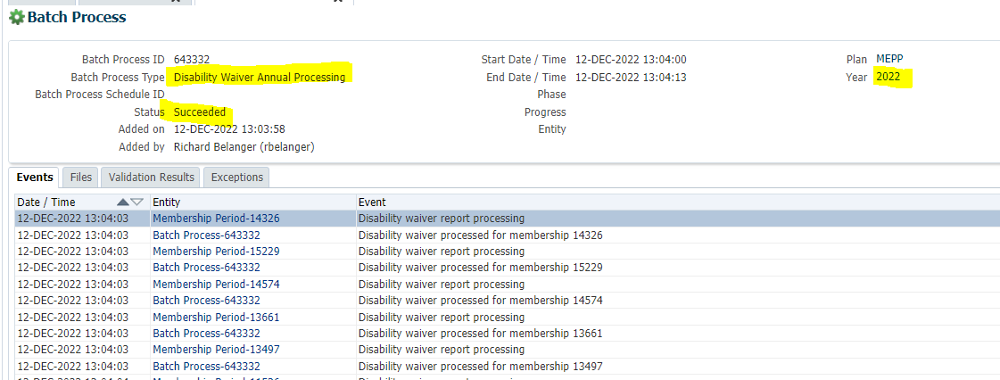 Batch Process
Batch Process ID 643332
Batch Process Type Disability Waiver Annual Processing
Batch Process Schedule ID
Status Succeeded
Added on 12-DEC-2022 13:03:58
Added by Richard Belanger (rbelanger)
Start Date / Time 12-DEC-2022 13:04:00
End Date / Time 12-DEC-2022 13:04:13
Phase
Progress
Entity
Plan MEPP
Year 2022
Events Files Validation Results Exceptions
Date / Time Entity Event
12-DEC-2022 13:04:03 Membership Period-14326 Disability waiver report processing
12-DEC-2022 13:04:03 Batch Process-643332 Disability waiver processed for membership 14326
12-DEC-2022 13:04:03 Membership Period-15229 Disability waiver report processing
12-DEC-2022 13:04:03 Batch Process-643332 Disability waiver processed for membership 15229
12-DEC-2022 13:04:03 Membership Period-14574 Disability waiver report processing
12-DEC-2022 13:04:03 Batch Process-643332 Disability waiver processed for membership 14574
12-DEC-2022 13:04:03 Membership Period-13661 Disability waiver report processing
12-DEC-2022 13:04:03 Batch Process-643332 Disability waiver processed for membership 13661
12-DEC-2022 13:04:03 Membership Period-13497 Disability waiver report processing
12-DEC-2022 13:04:03 Batch Process-643332 Disability waiver processed for membership 13497